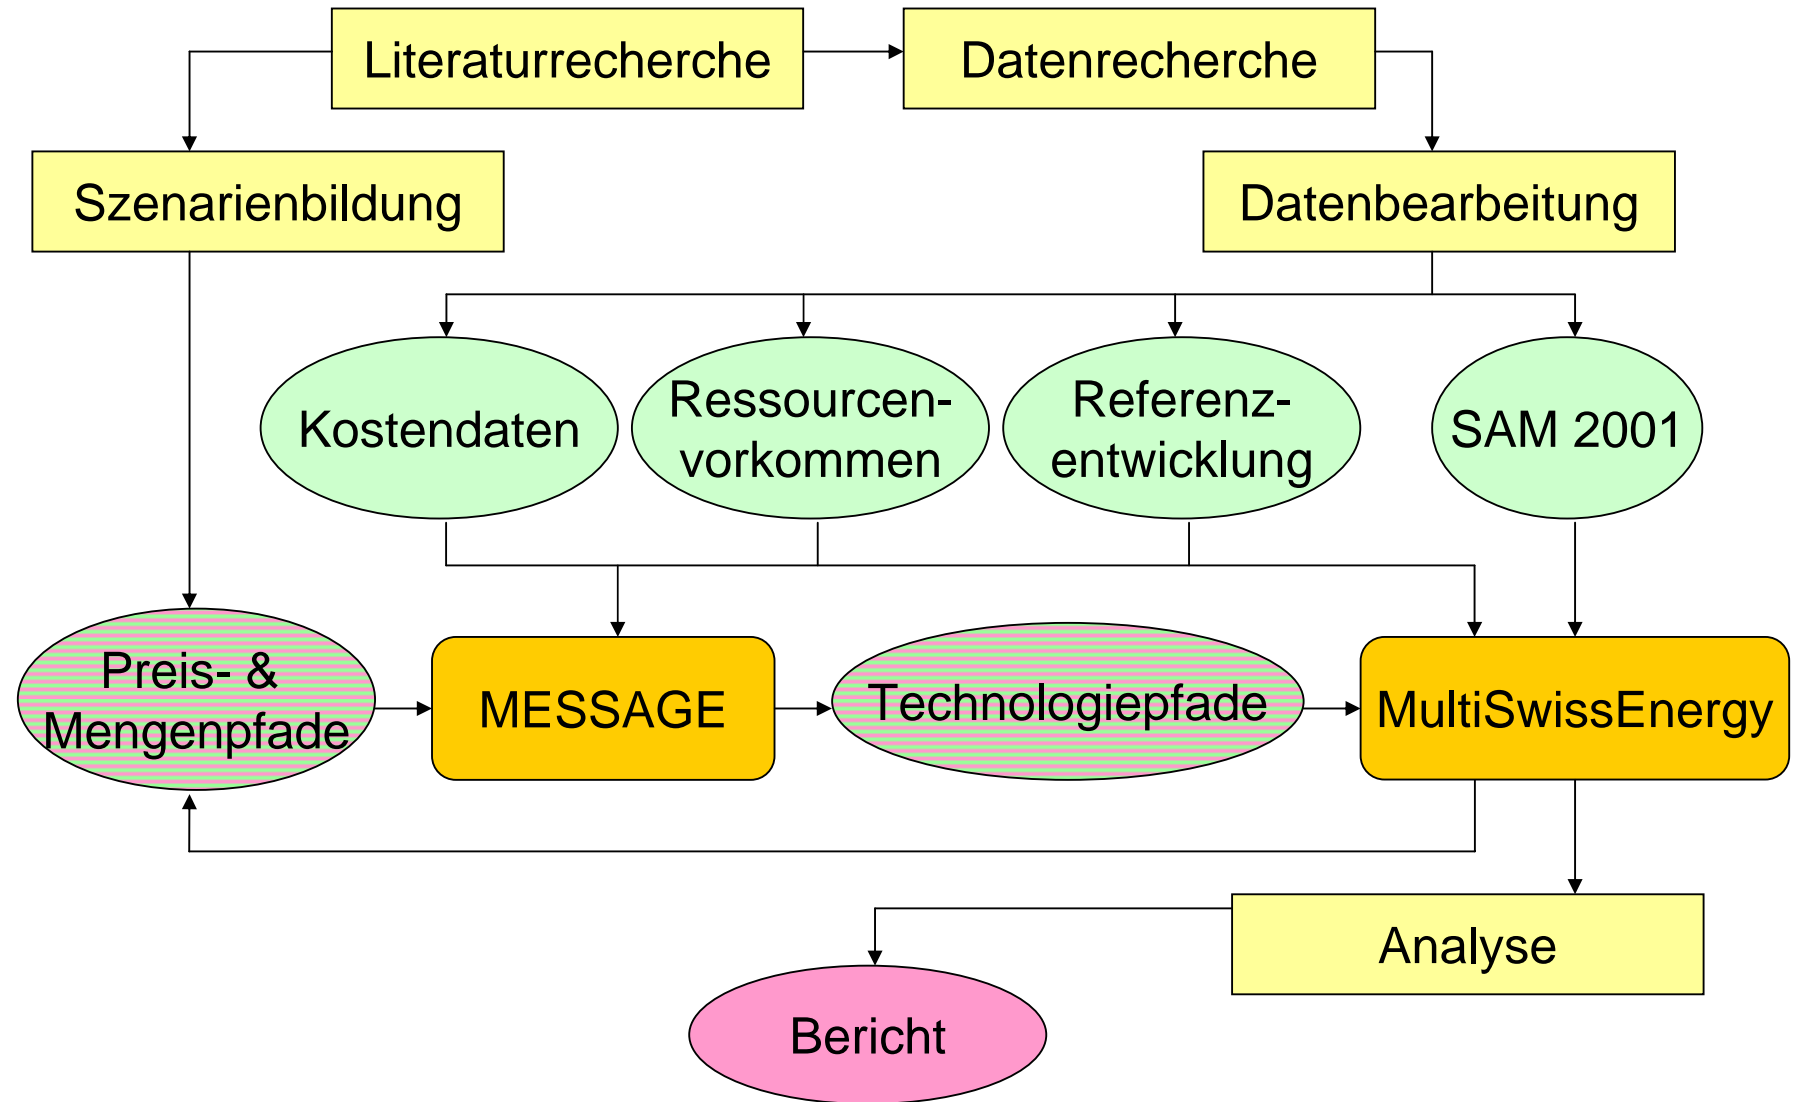 Literaturrecherche
Datenrecherche
Szenarienbildung
Datenbearbeitung
Kostendaten
Ressourcen-
vorkommen
Referenz-
entwicklung
SAM 2001
Preis- &
Mengenpfade
MESSAGE
Technologiepfade
MultiSwissEnergy
Analyse
Bericht